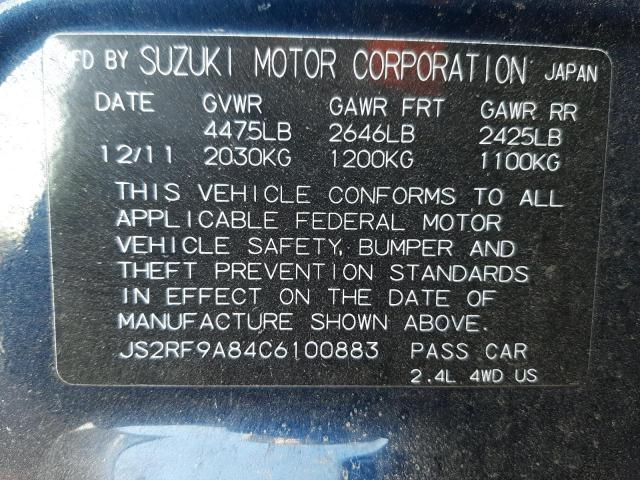 MFD BY SUZUKI MOTOR CORPORATION JAPAN
DATE GVWR GAWR FRT GAWR RR
4475LB 2646LB 2425LB
12/11 2030KG 1200KG 1100KG
THIS VEHICLE CONFORMS TO ALL
APPLICABLE FEDERAL MOTOR
VEHICLE SAFETY, BUMPER AND
THEFT PREVENTION STANDARDS
IN EFFECT ON THE DATE OF
MANUFACTURE SHOWN ABOVE.
JS2RF9A84C6100883 PASS CAR
2.4L 4WD US